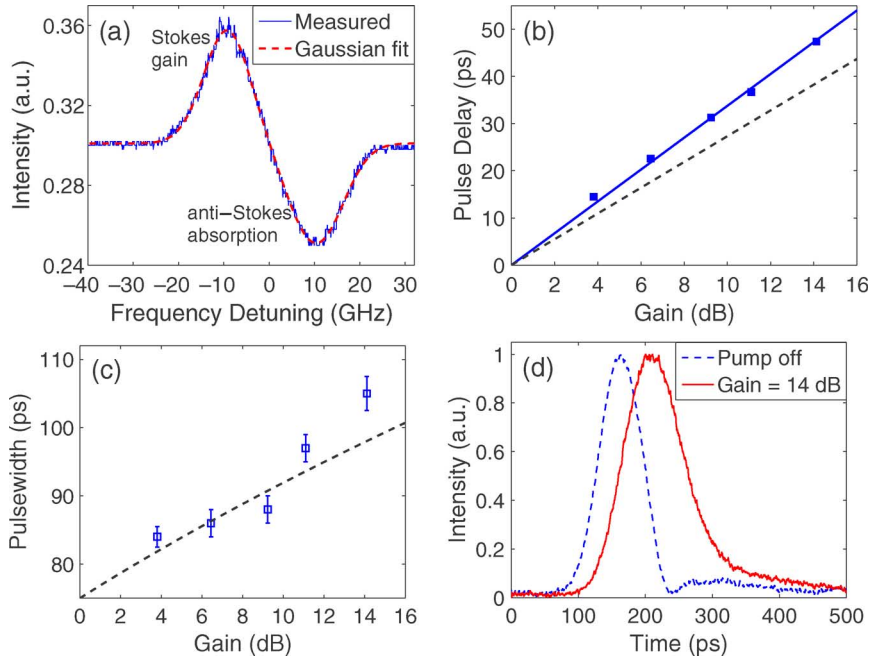 (a)
Stokes
gain
Measured
Gaussian fit
anti−Stokes
absorption
Intensity (a.u.)
0.36
0.32
0.28
0.24
−40 −30 −20 −10 0 10 20 30
Frequency Detuning (GHz)
(b)
Pulse Delay (ps)
50
40
30
20
10
0
0 4 8 12 16
Gain (dB)
(c)
Pulsewidth (ps)
110
100
90
80
0 2 4 6 8 10 12 14 16
Gain (dB)
(d)
Pump off
Gain = 14 dB
Intensity (a.u.)
1
0.8
0.6
0.4
0.2
0
0 100 200 300 400 500
Time (ps)